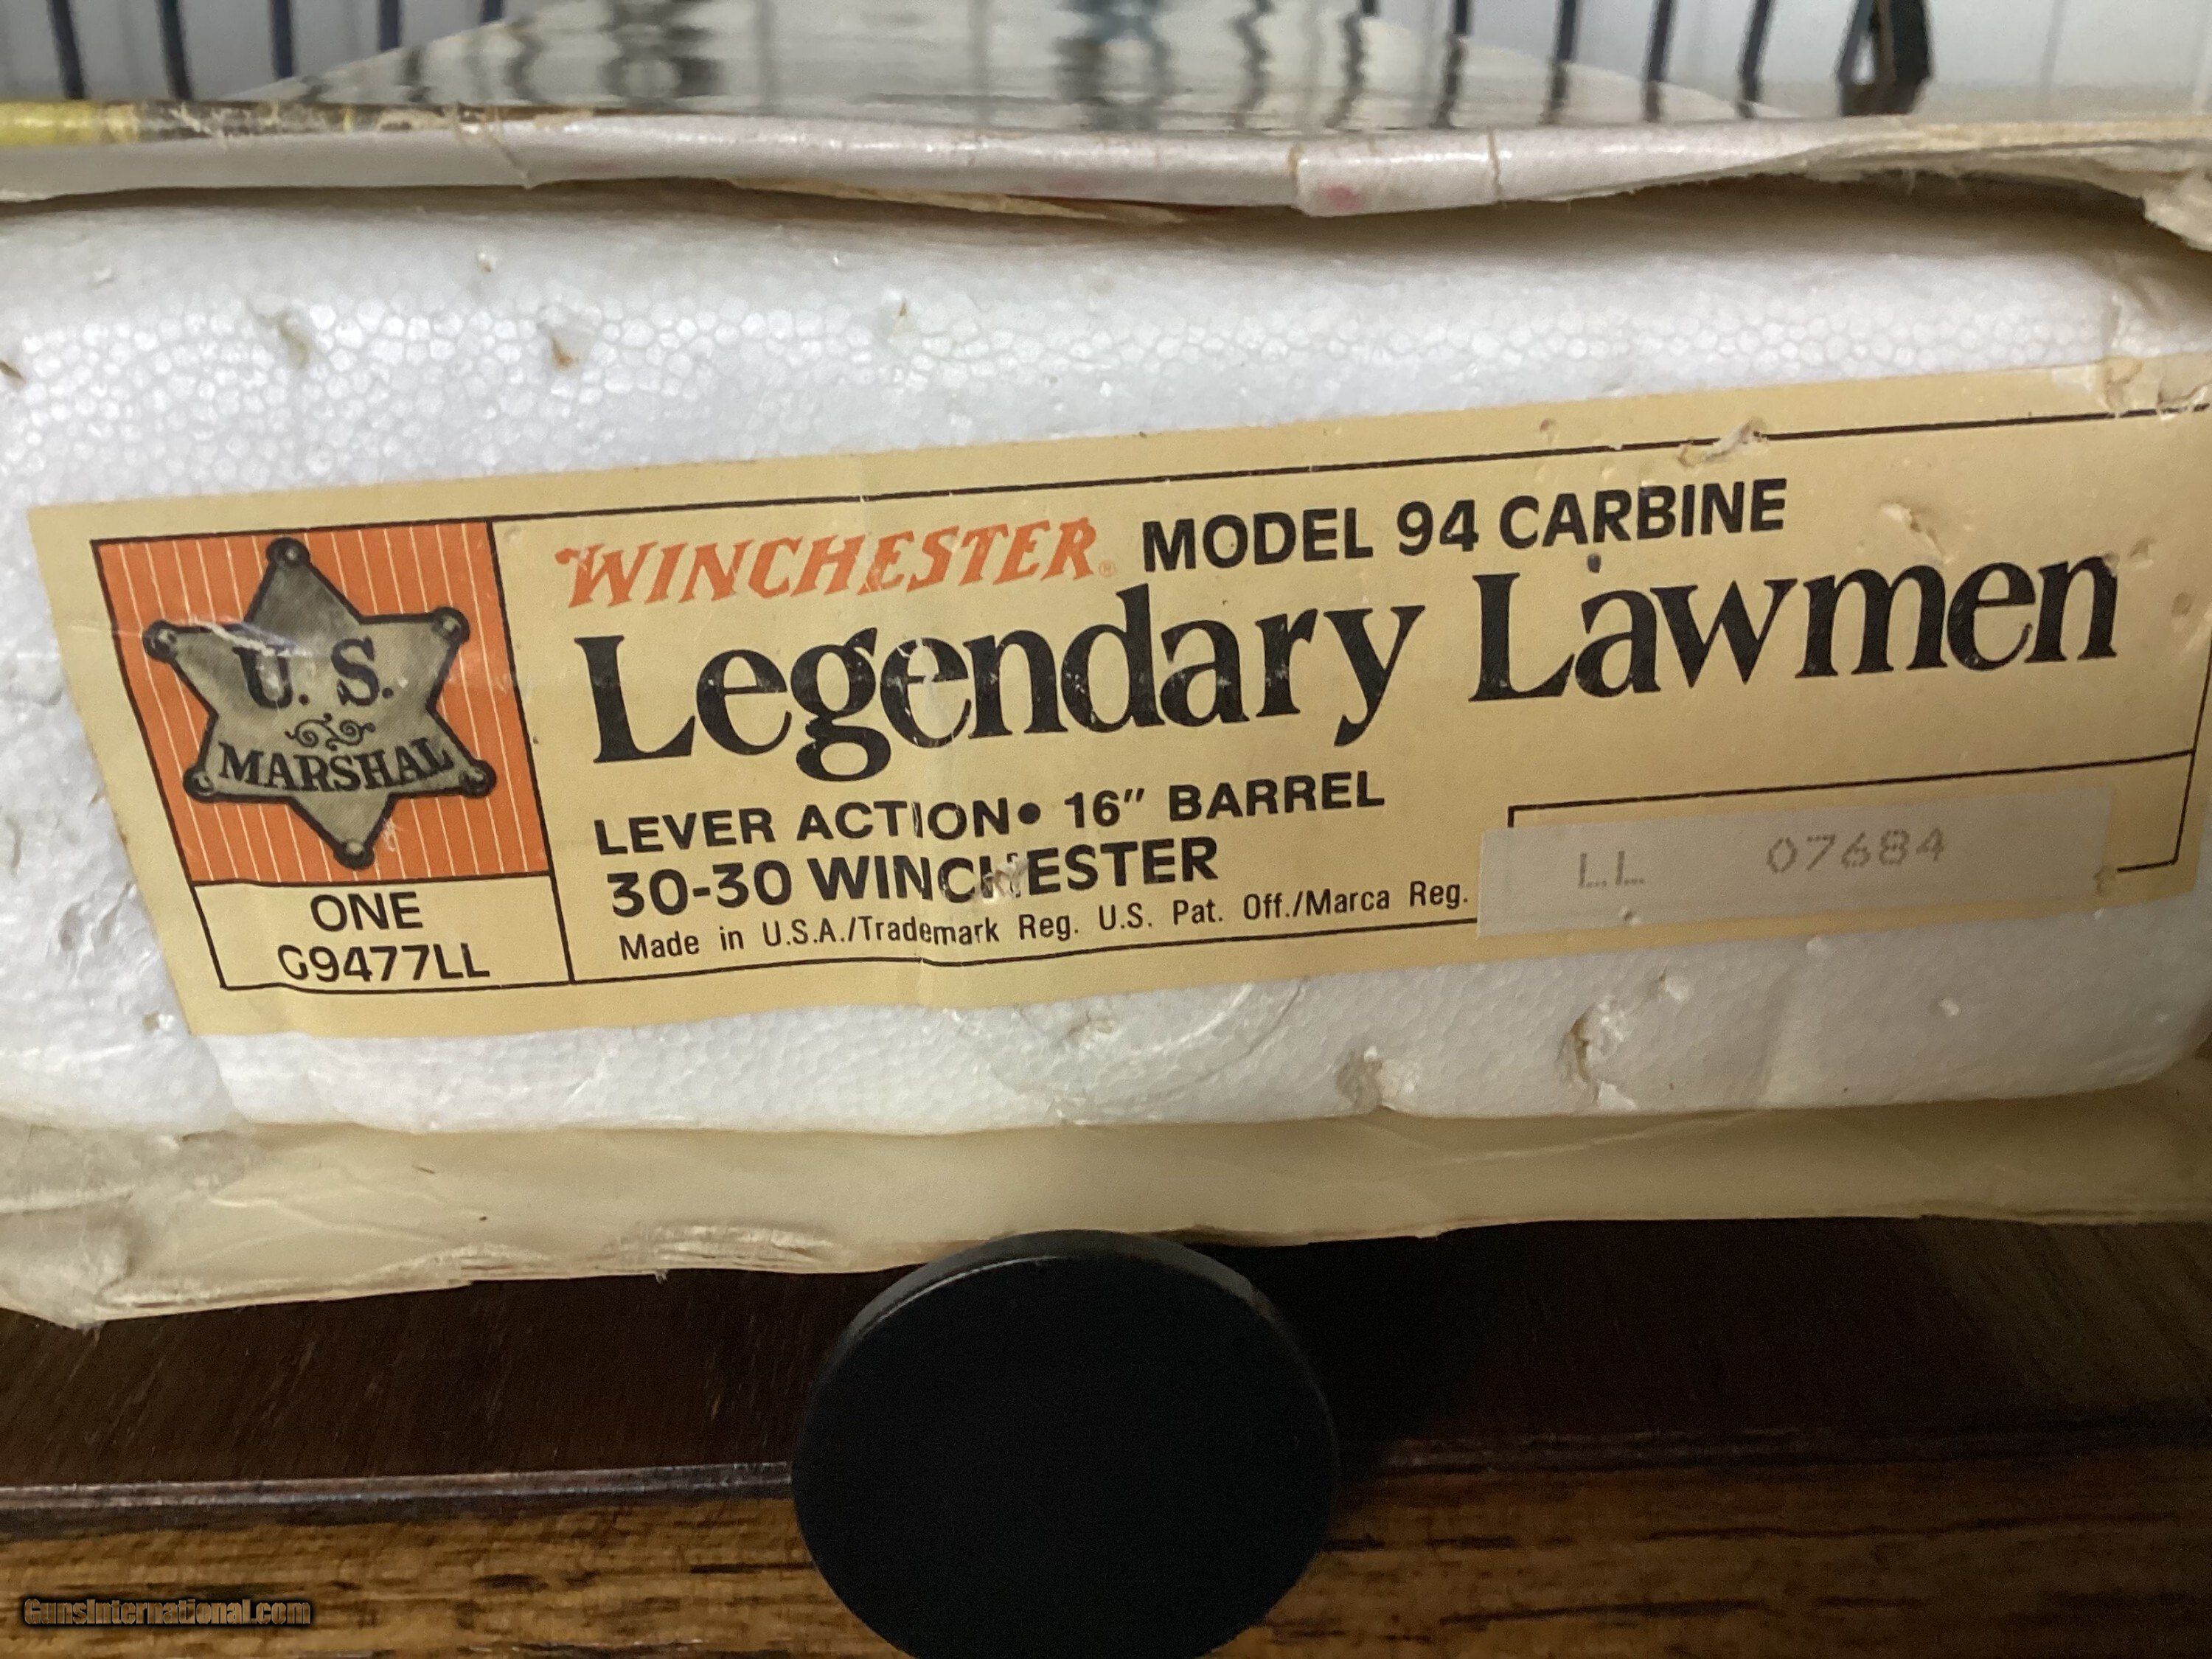 WINCHESTER® MODEL 94 CARBINE
Legendary Lawmen
U. S.
MARSHAL
LEVER ACTION• 16" BARREL
30-30 WINCHESTER
Made in U.S.A./Trademark Reg. U.S. Pat. Off./Marca Reg.
LL 07684
ONE
G9477LL
GunsInternational.com